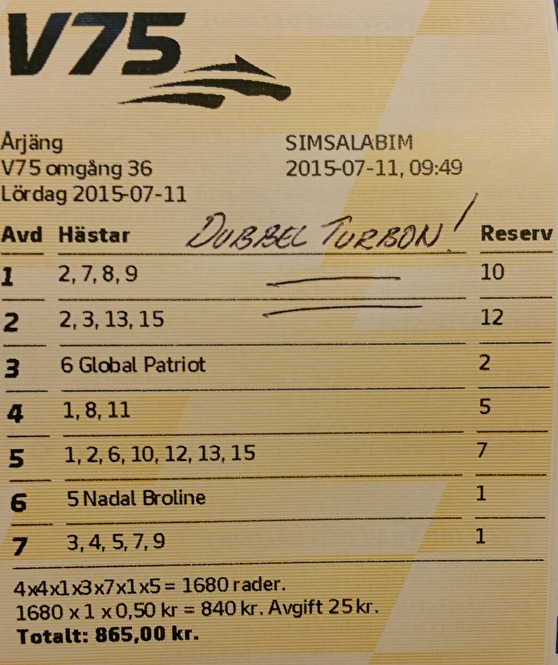 V75
Årjäng SIMSALABIM
V75 omgång 36 2015-07-11, 09:49
Lördag 2015-07-11
Avd Hästar DUBBEL TURBON! Reserv
1 2, 7, 8, 9 10
2 2, 3, 13, 15 12
3 6 Global Patriot 2
4 1, 8, 11 5
5 1, 2, 6, 10, 12, 13, 15 7
6 5 Nadal Broline 1
7 3, 4, 5, 7, 9 1
4x4x1x3x7x1x5 = 1680 rader.
1680 x 1 x 0,50 kr = 840 kr. Avgift 25 kr.
Totalt: 865,00 kr.